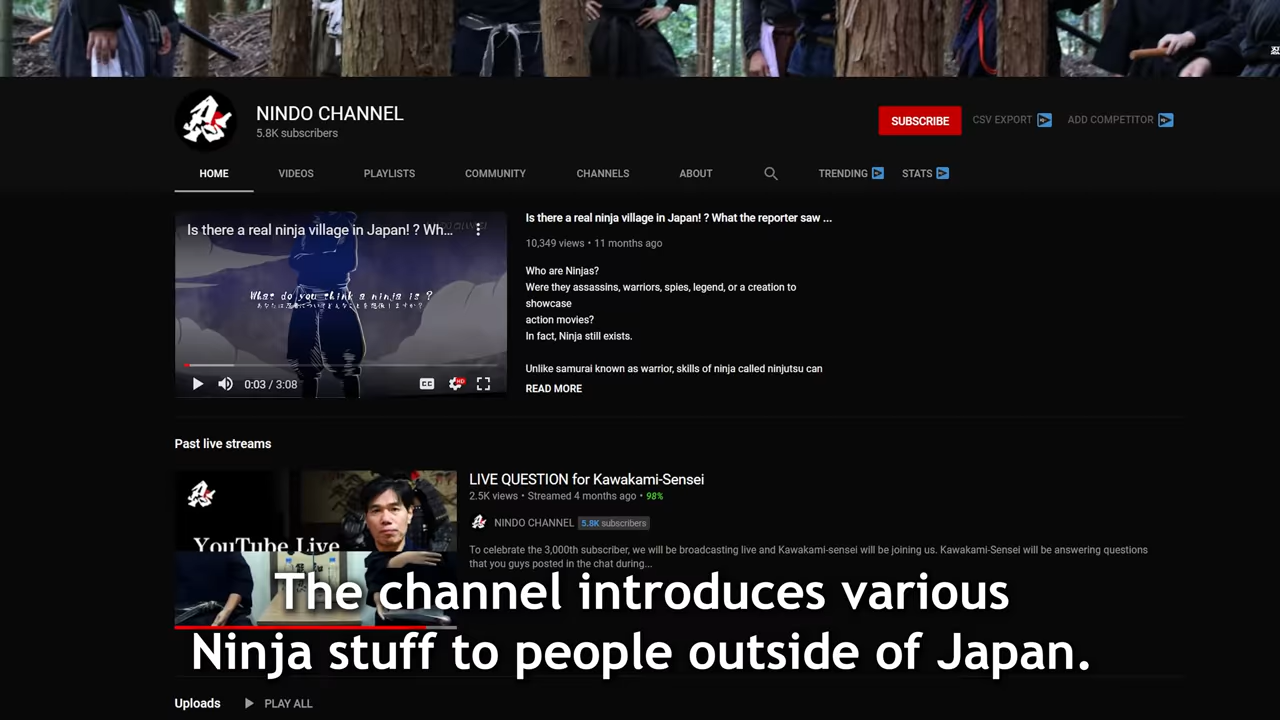 NINDO CHANNEL
5.8K subscribers
SUBSCRIBE
CSV EXPORT
ADD COMPETITOR
HOME
VIDEOS
PLAYLISTS
COMMUNITY
CHANNELS
ABOUT
TRENDING
STATS
Is there a real ninja village in Japan! ? Wh...
What do you think a ninja is ?
0:03 / 3:08
CC
HD
Is there a real ninja village in Japan! ? What the reporter saw ...
10,349 views • 11 months ago
Who are Ninjas?
Were they assassins, warriors, spies, legend, or a creation to
showcase
action movies?
In fact, Ninja still exists.
Unlike samurai known as warrior, skills of ninja called ninjutsu can
READ MORE
Past live streams
忍
YouTube Live
LIVE QUESTION for Kawakami-Sensei
2.5K views • Streamed 4 months ago • 98%
NINDO CHANNEL 5.8K subscribers
To celebrate the 3,000th subscriber, we will be broadcasting live and Kawakami-sensei will be joining us. Kawakami-Sensei will be answering questions
that you guys posted in the chat during...
The channel introduces various
Ninja stuff to people outside of Japan.
Uploads
PLAY ALL